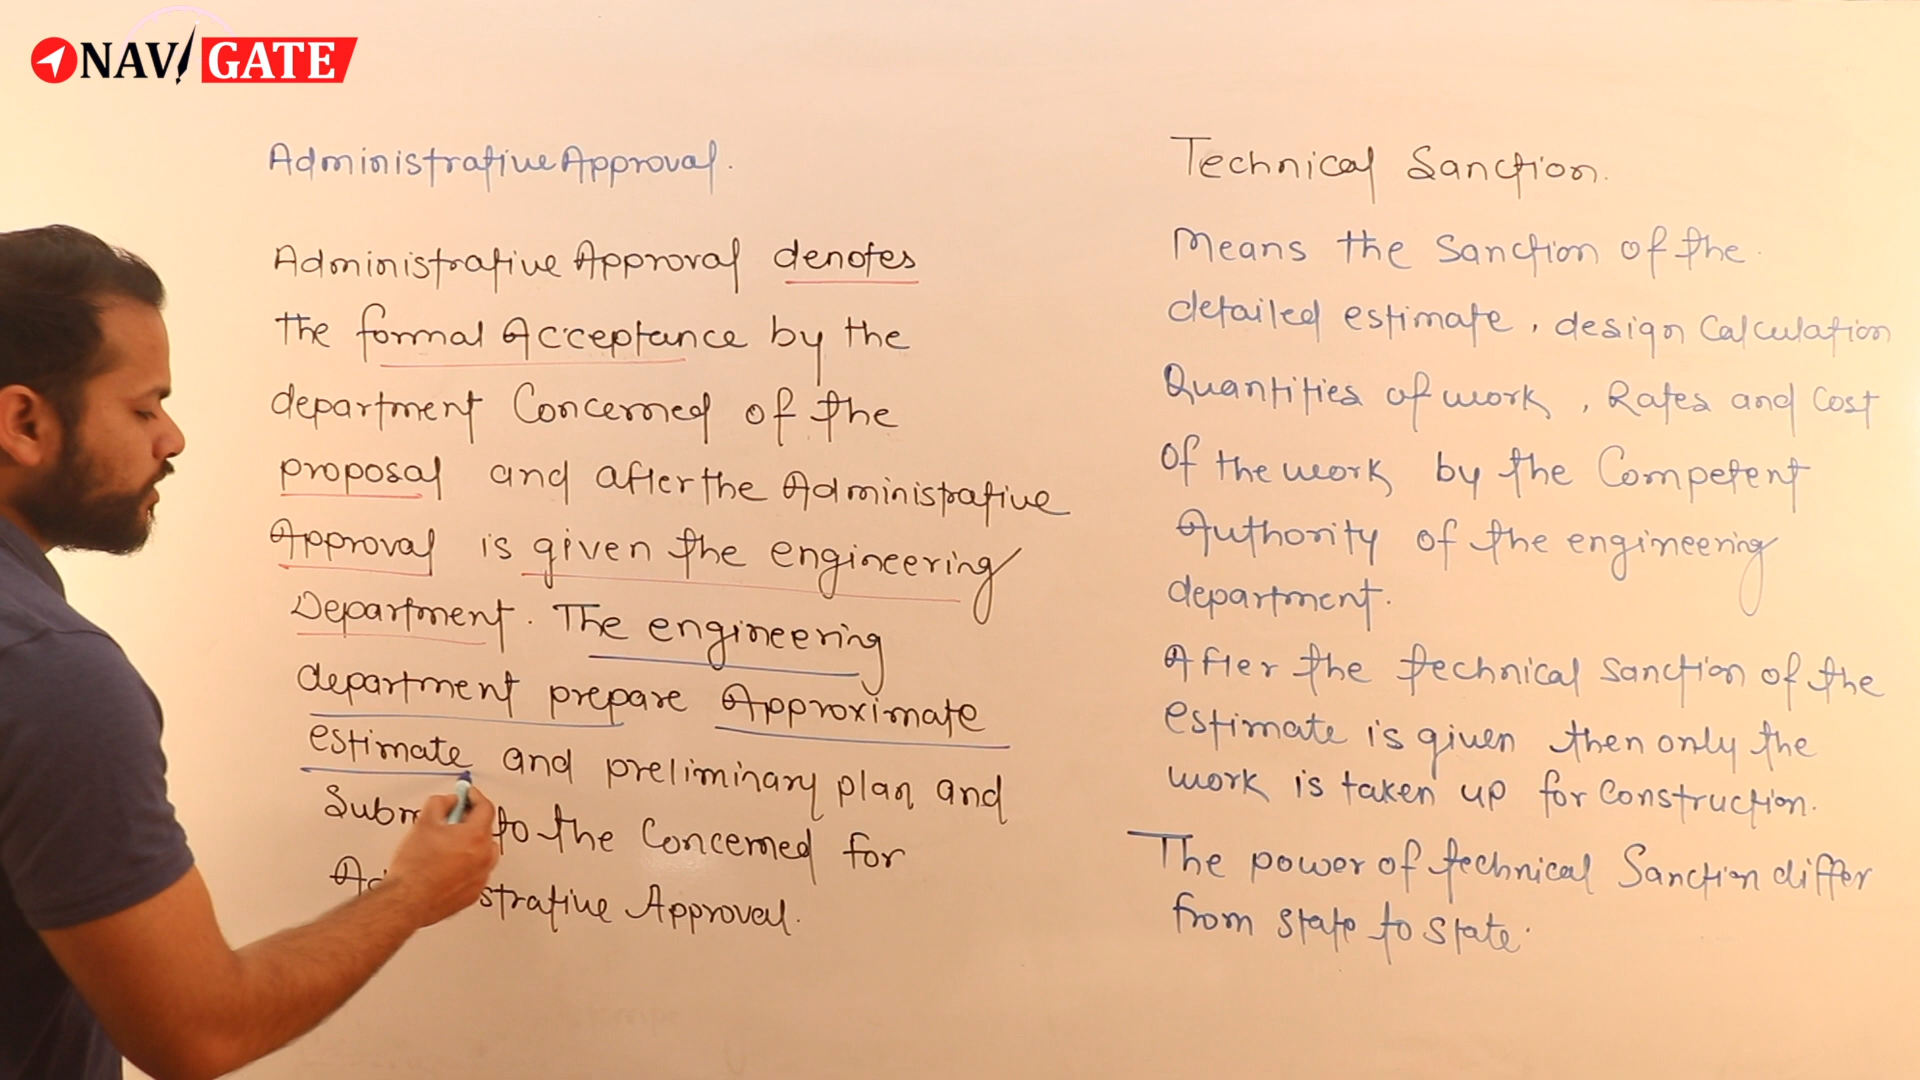 NAVIGATE
Administrative Approval.
Administrative Approval denotes
the formal Acceptance by the
department Concerned of the
proposal and after the Administrative
Approval is given the engineering
Department. The engineering
department prepare Approximate
estimate and preliminary plan and
Subm to the Concerned for
Ad strative Approval.
Technical Sanction.
Means the Sanction of the
detailed estimate, design Calculation
Quantities of work, Rates and Cost
of the work by the Competent
Authority of the engineering
department.
After the technical Sanction of the
estimate is given then only the
work is taken up for Construction.
The power of technical Sanction differ
from state to state.